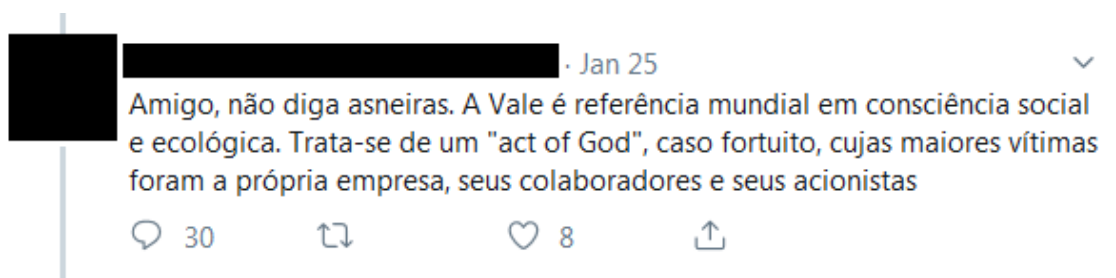 · Jan 25
Amigo, não diga asneiras. A Vale é referência mundial em consciência social
e ecológica. Trata-se de um "act of God", caso fortuito, cujas maiores vítimas
foram a própria empresa, seus colaboradores e seus acionistas
30 8